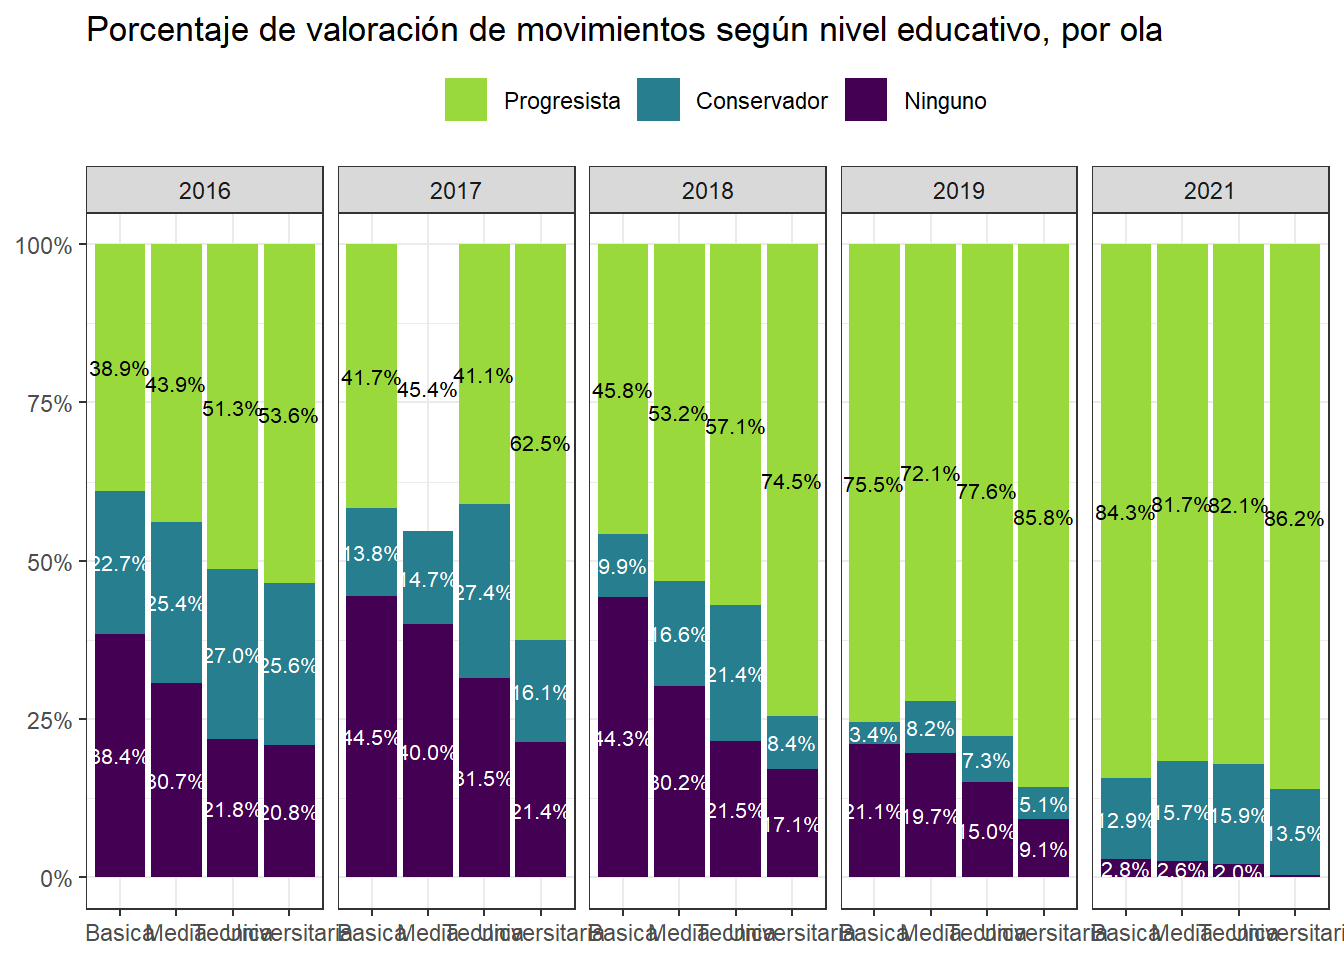 Porcentaje de valoración de movimientos según nivel educativo, por ola
Progresista Conservador Ninguno
2016 2017 2018 2019 2021
100%
75%
50%
25%
0%
38.9% 43.9% 51.3% 53.6%
22.7% 25.4% 27.0% 25.6%
38.4% 30.7% 21.8% 20.8%
41.7% 45.4% 41.1% 62.5%
13.8% 14.7% 27.4% 16.1%
44.5% 40.0% 31.5% 21.4%
45.8% 53.2% 57.1% 74.5%
9.9% 16.6% 21.4% 8.4%
44.3% 30.2% 21.5% 17.1%
75.5% 72.1% 77.6% 85.8%
3.4% 8.2% 7.3% 5.1%
21.1% 19.7% 15.0% 9.1%
84.3% 81.7% 82.1% 86.2%
12.9% 15.7% 15.9% 13.5%
2.8% 2.6% 2.0%
Basica Media Tecnica Universitaria Basica Media Tecnica Universitaria Basica Media Tecnica Universitaria Basica Media Tecnica Universitaria Basica Media Tecnica Universitaria